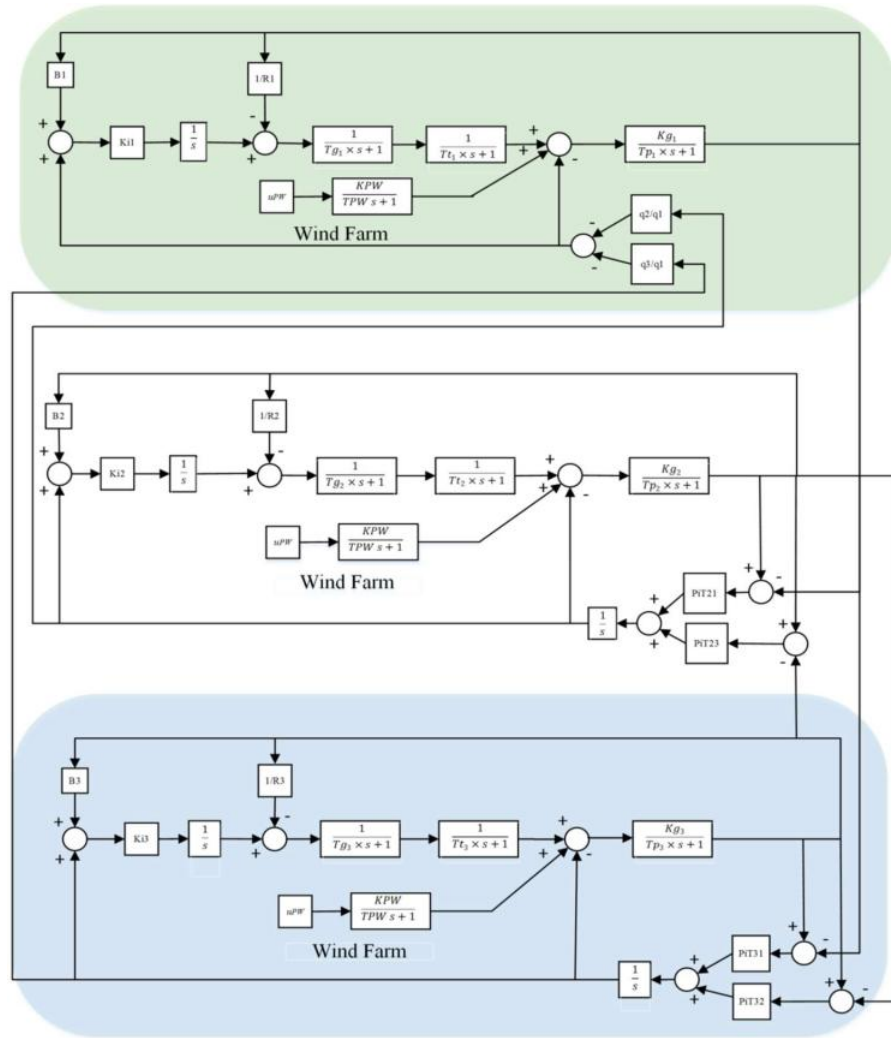 B1
1/R1
-
+
+
Ki1
1
s
+
1
Tg₁ × s + 1
1
Tt₁ × s + 1
+
+
-
Kg₁
Tp₁ × s + 1
uPW
KPW
TPW s + 1
Wind Farm
-
q2/q1
-
q3/q1
B2
1/R2
-
+
+
Ki2
1
s
+
1
Tg₂ × s + 1
1
Tt₂ × s + 1
+
+
-
Kg₂
Tp₂ × s + 1
uPW
KPW
TPW s + 1
Wind Farm
+
-
PiT21
+
+
1
s
PiT23
+
-
B3
1/R3
-
+
+
Ki3
1
s
+
1
Tg₃ × s + 1
1
Tt₃ × s + 1
+
+
-
Kg₃
Tp₃ × s + 1
uPW
KPW
TPW s + 1
Wind Farm
+
-
PiT31
+
+
1
s
PiT32
+
-